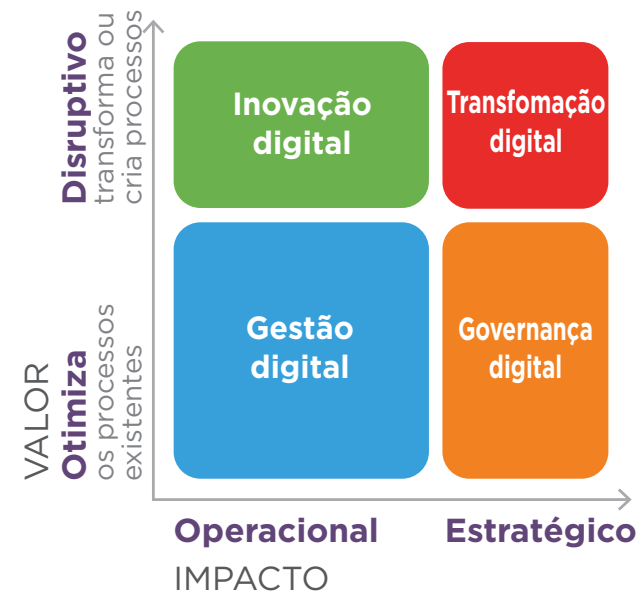 VALOR
Disruptivo
transforma ou
cria processos
Otimiza
os processos
existentes
Inovação
digital
Transfomação
digital
Gestão
digital
Governança
digital
Operacional
Estratégico
IMPACTO